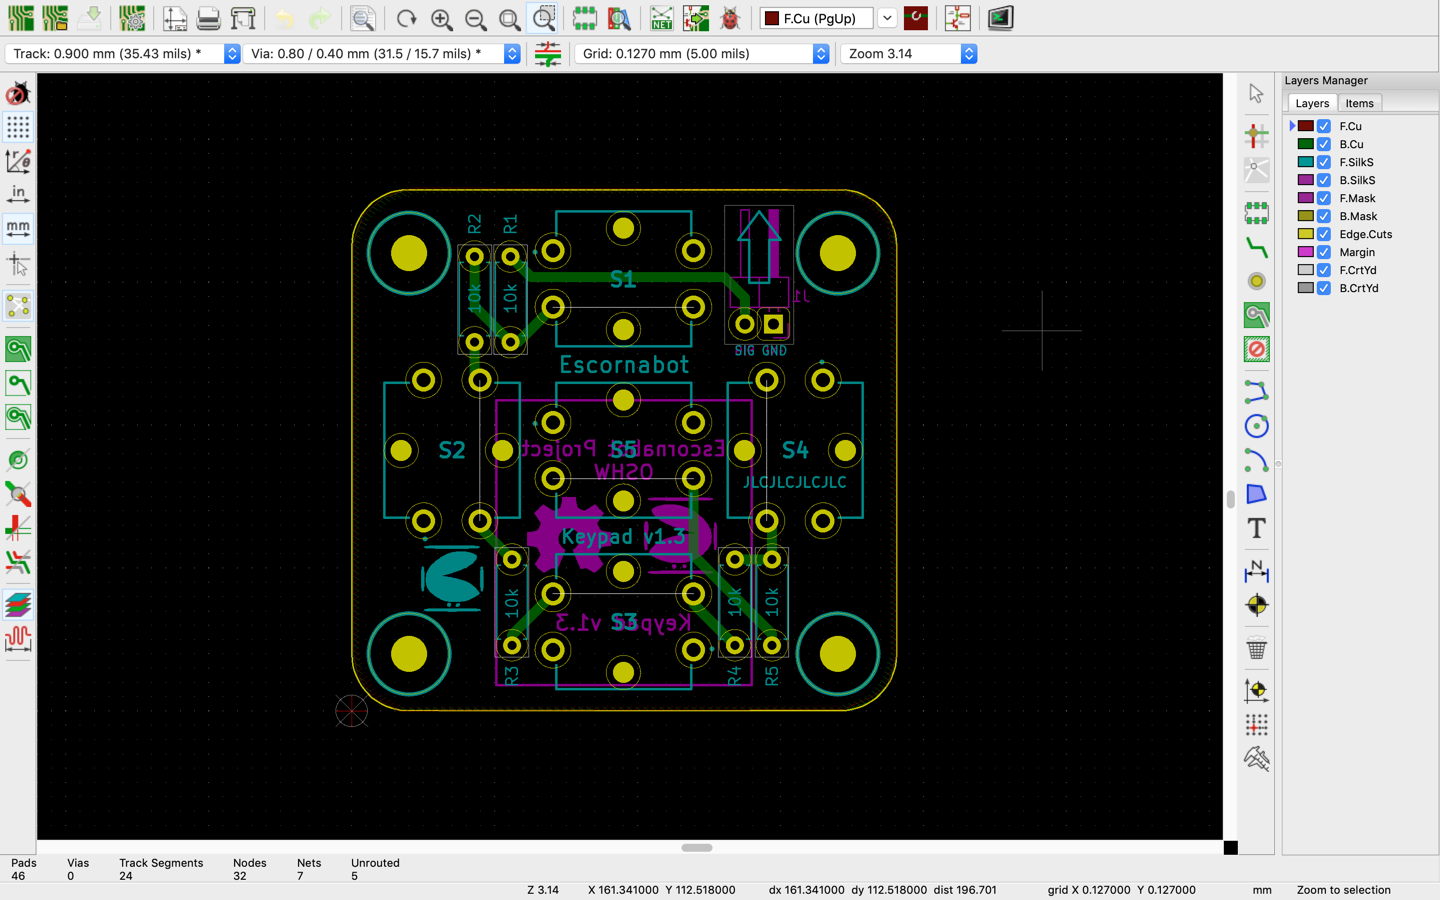 NET
F.Cu (PgUp)
Track: 0.900 mm (35.43 mils) *
Via: 0.80 / 0.40 mm (31.5 / 15.7 mils) *
Grid: 0.1270 mm (5.00 mils)
Zoom 3.14
in
mm
Layers Manager
Layers
Items
F.Cu
B.Cu
F.SilkS
B.SilkS
F.Mask
B.Mask
Edge.Cuts
Margin
F.CrtYd
B.CrtYd
T
N
R2
R1
10k
10k
S1
J1
SIG GND
Escornabot
S2
S5
S4
Escornabot Project
OSHW
JLCJLCJLCJLC
Keypad v1.3
10k
10k
10k
S3
Keypad v1.3
R3
R4
R5
Pads
Vias
Track Segments
Nodes
Nets
Unrouted
46
0
24
32
7
5
Z 3.14
X 161.341000 Y 112.518000
dx 161.341000 dy 112.518000 dist 196.701
grid X 0.127000 Y 0.127000
mm
Zoom to selection